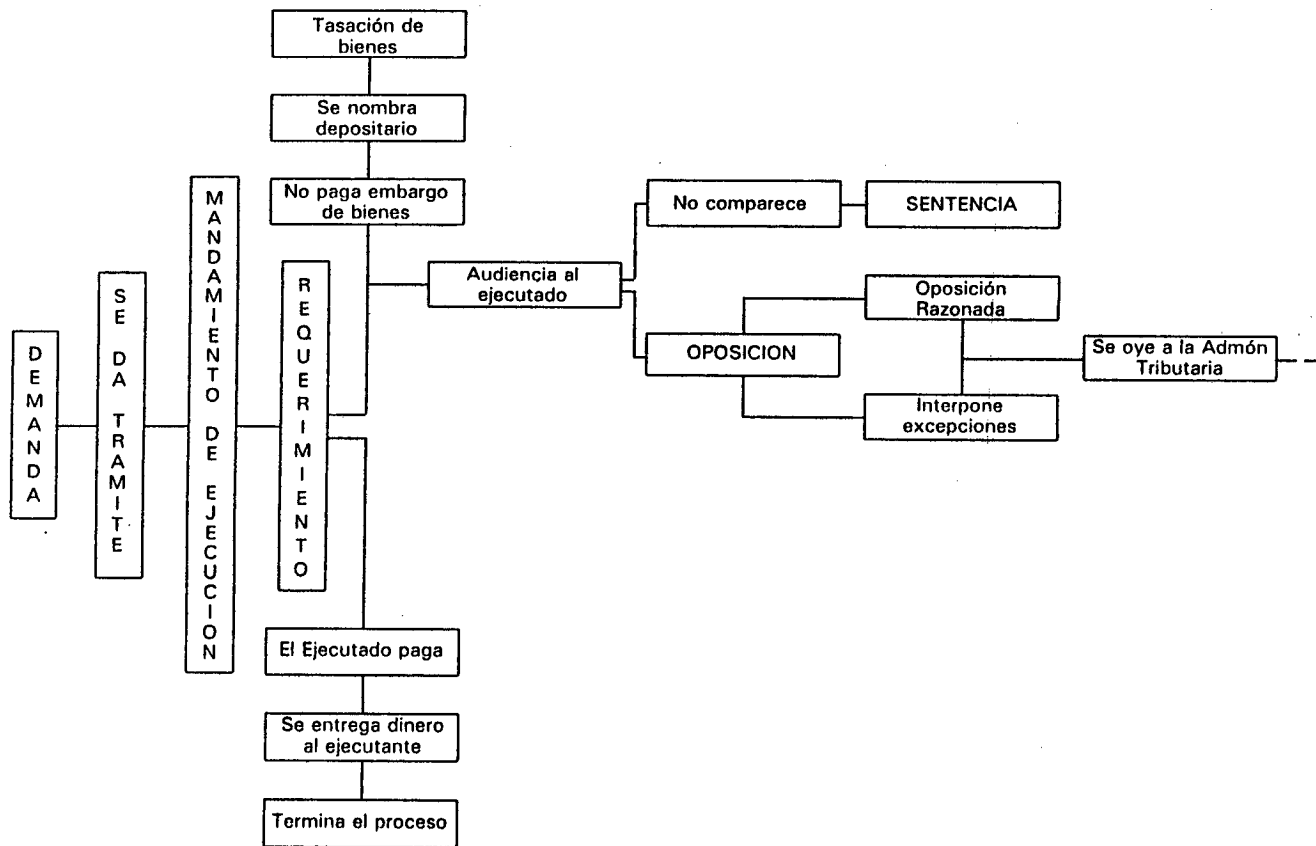 Tasación de
bienes
Se nombra
depositario
No paga embargo
de bienes
No comparece
SENTENCIA
Audiencia al
ejecutado
Oposición
Razonada
OPOSICION
Se oye a la Admón
Tributaria
Interpone
excepciones
DEMANDA
SE DA TRAMITE
MANDAMIENTO DE EJECUCION
REQUERIMIENTO
El Ejecutado paga
Se entrega dinero
al ejecutante
Termina el proceso